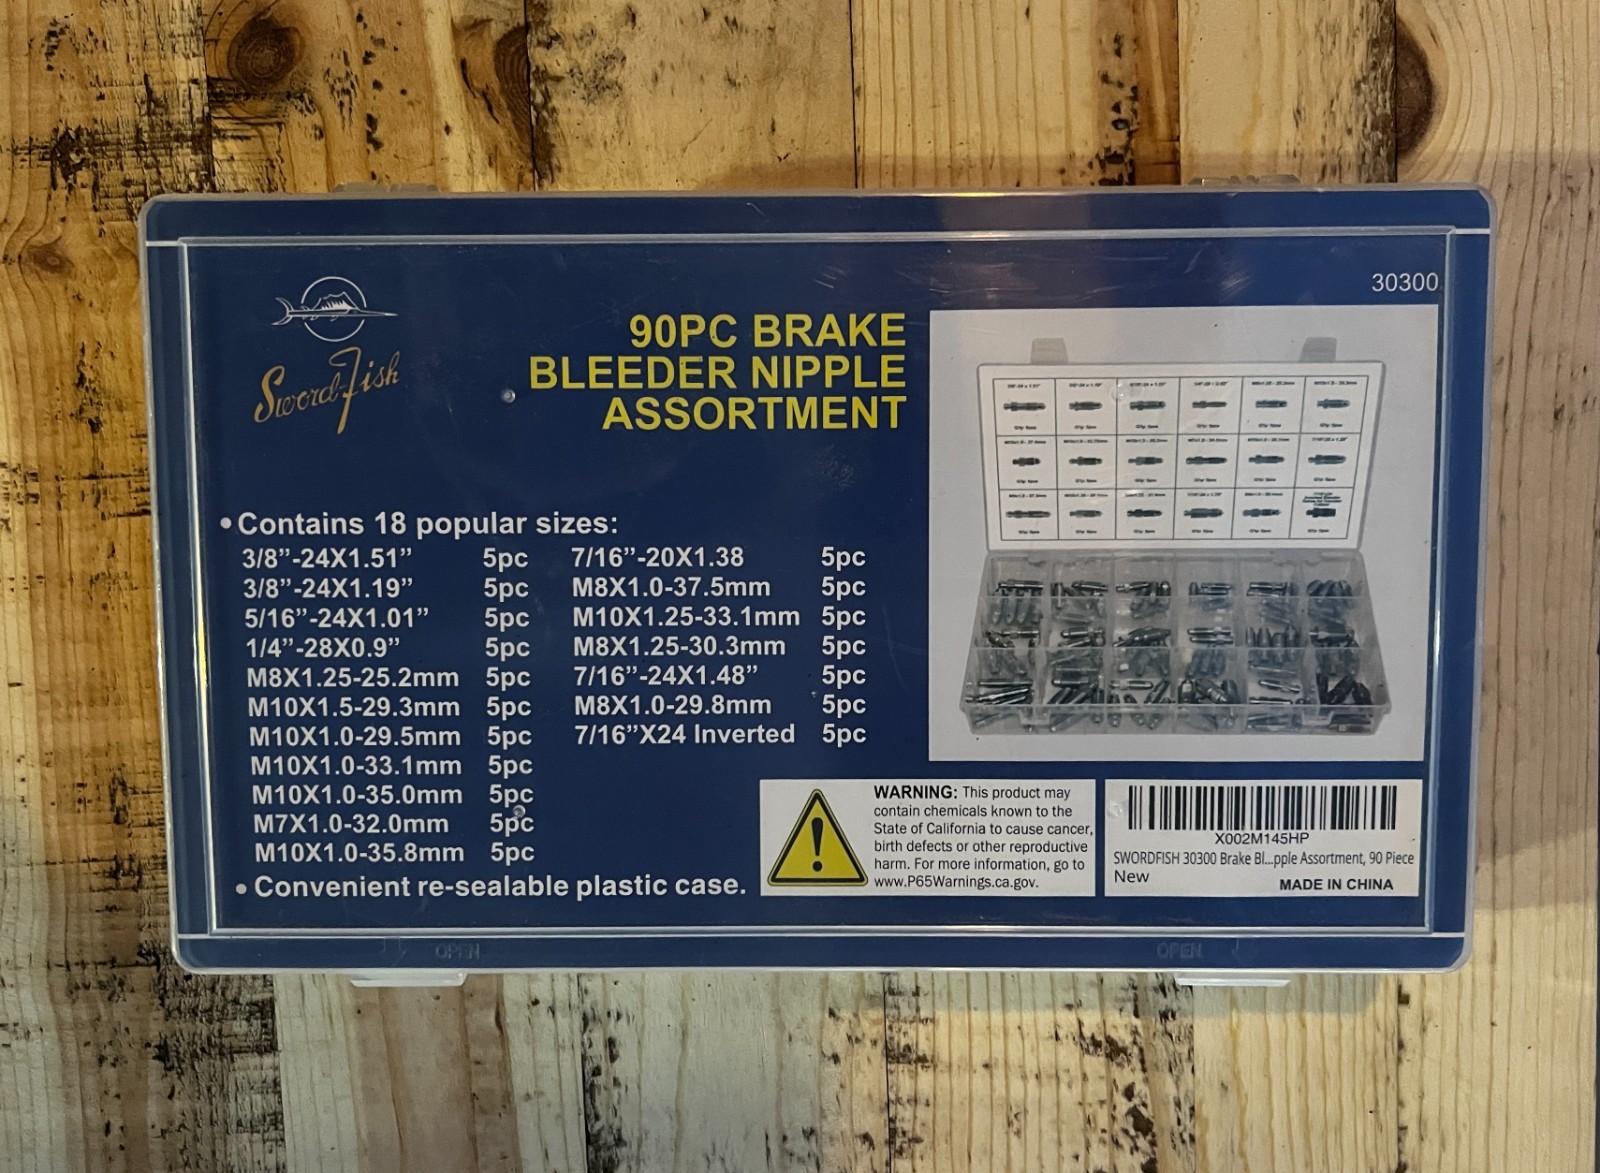 30300
Sword-Fish
90PC BRAKE
BLEEDER NIPPLE
ASSORTMENT
•Contains 18 popular sizes:
3/8”-24X1.51” 5pc
3/8”-24X1.19” 5pc
5/16”-24X1.01” 5pc
1/4”-28X0.9” 5pc
M8X1.25-25.2mm 5pc
M10X1.5-29.3mm 5pc
M10X1.0-29.5mm 5pc
M10X1.0-33.1mm 5pc
M10X1.0-35.0mm 5pc
M7X1.0-32.0mm 5pc
M10X1.0-35.8mm 5pc
7/16”-20X1.38 5pc
M8X1.0-37.5mm 5pc
M10X1.25-33.1mm 5pc
M8X1.25-30.3mm 5pc
7/16”-24X1.48” 5pc
M8X1.0-29.8mm 5pc
7/16”X24 Inverted 5pc
• Convenient re-sealable plastic case.
WARNING: This product may
contain chemicals known to the
State of California to cause cancer,
birth defects or other reproductive
harm. For more information, go to
www.P65Warnings.ca.gov.
X002M145HP
SWORDFISH 30300 Brake Bl...pple Assortment, 90 Piece
New
MADE IN CHINA
OPEN
OPEN